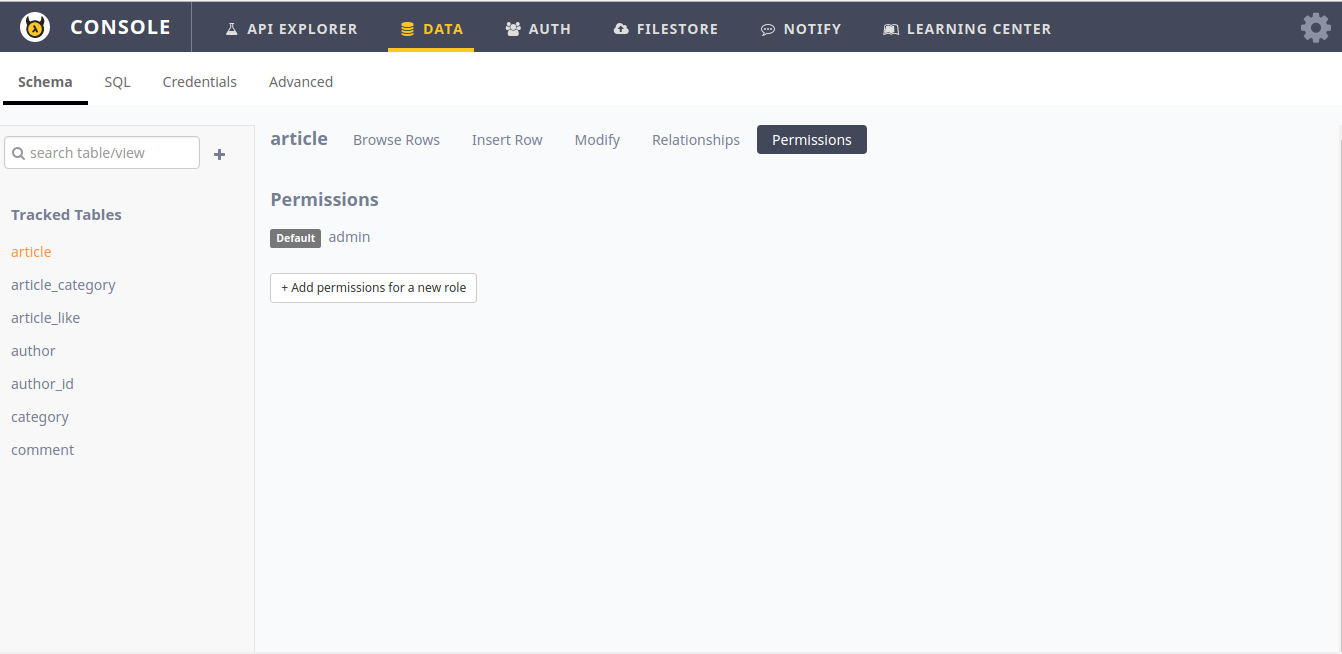 CONSOLE API EXPLORER DATA AUTH FILESTORE NOTIFY LEARNING CENTER
Schema SQL Credentials Advanced
search table/view
Tracked Tables
article
article_category
article_like
author
author_id
category
comment
article Browse Rows Insert Row Modify Relationships Permissions
Permissions
Default admin
+ Add permissions for a new role